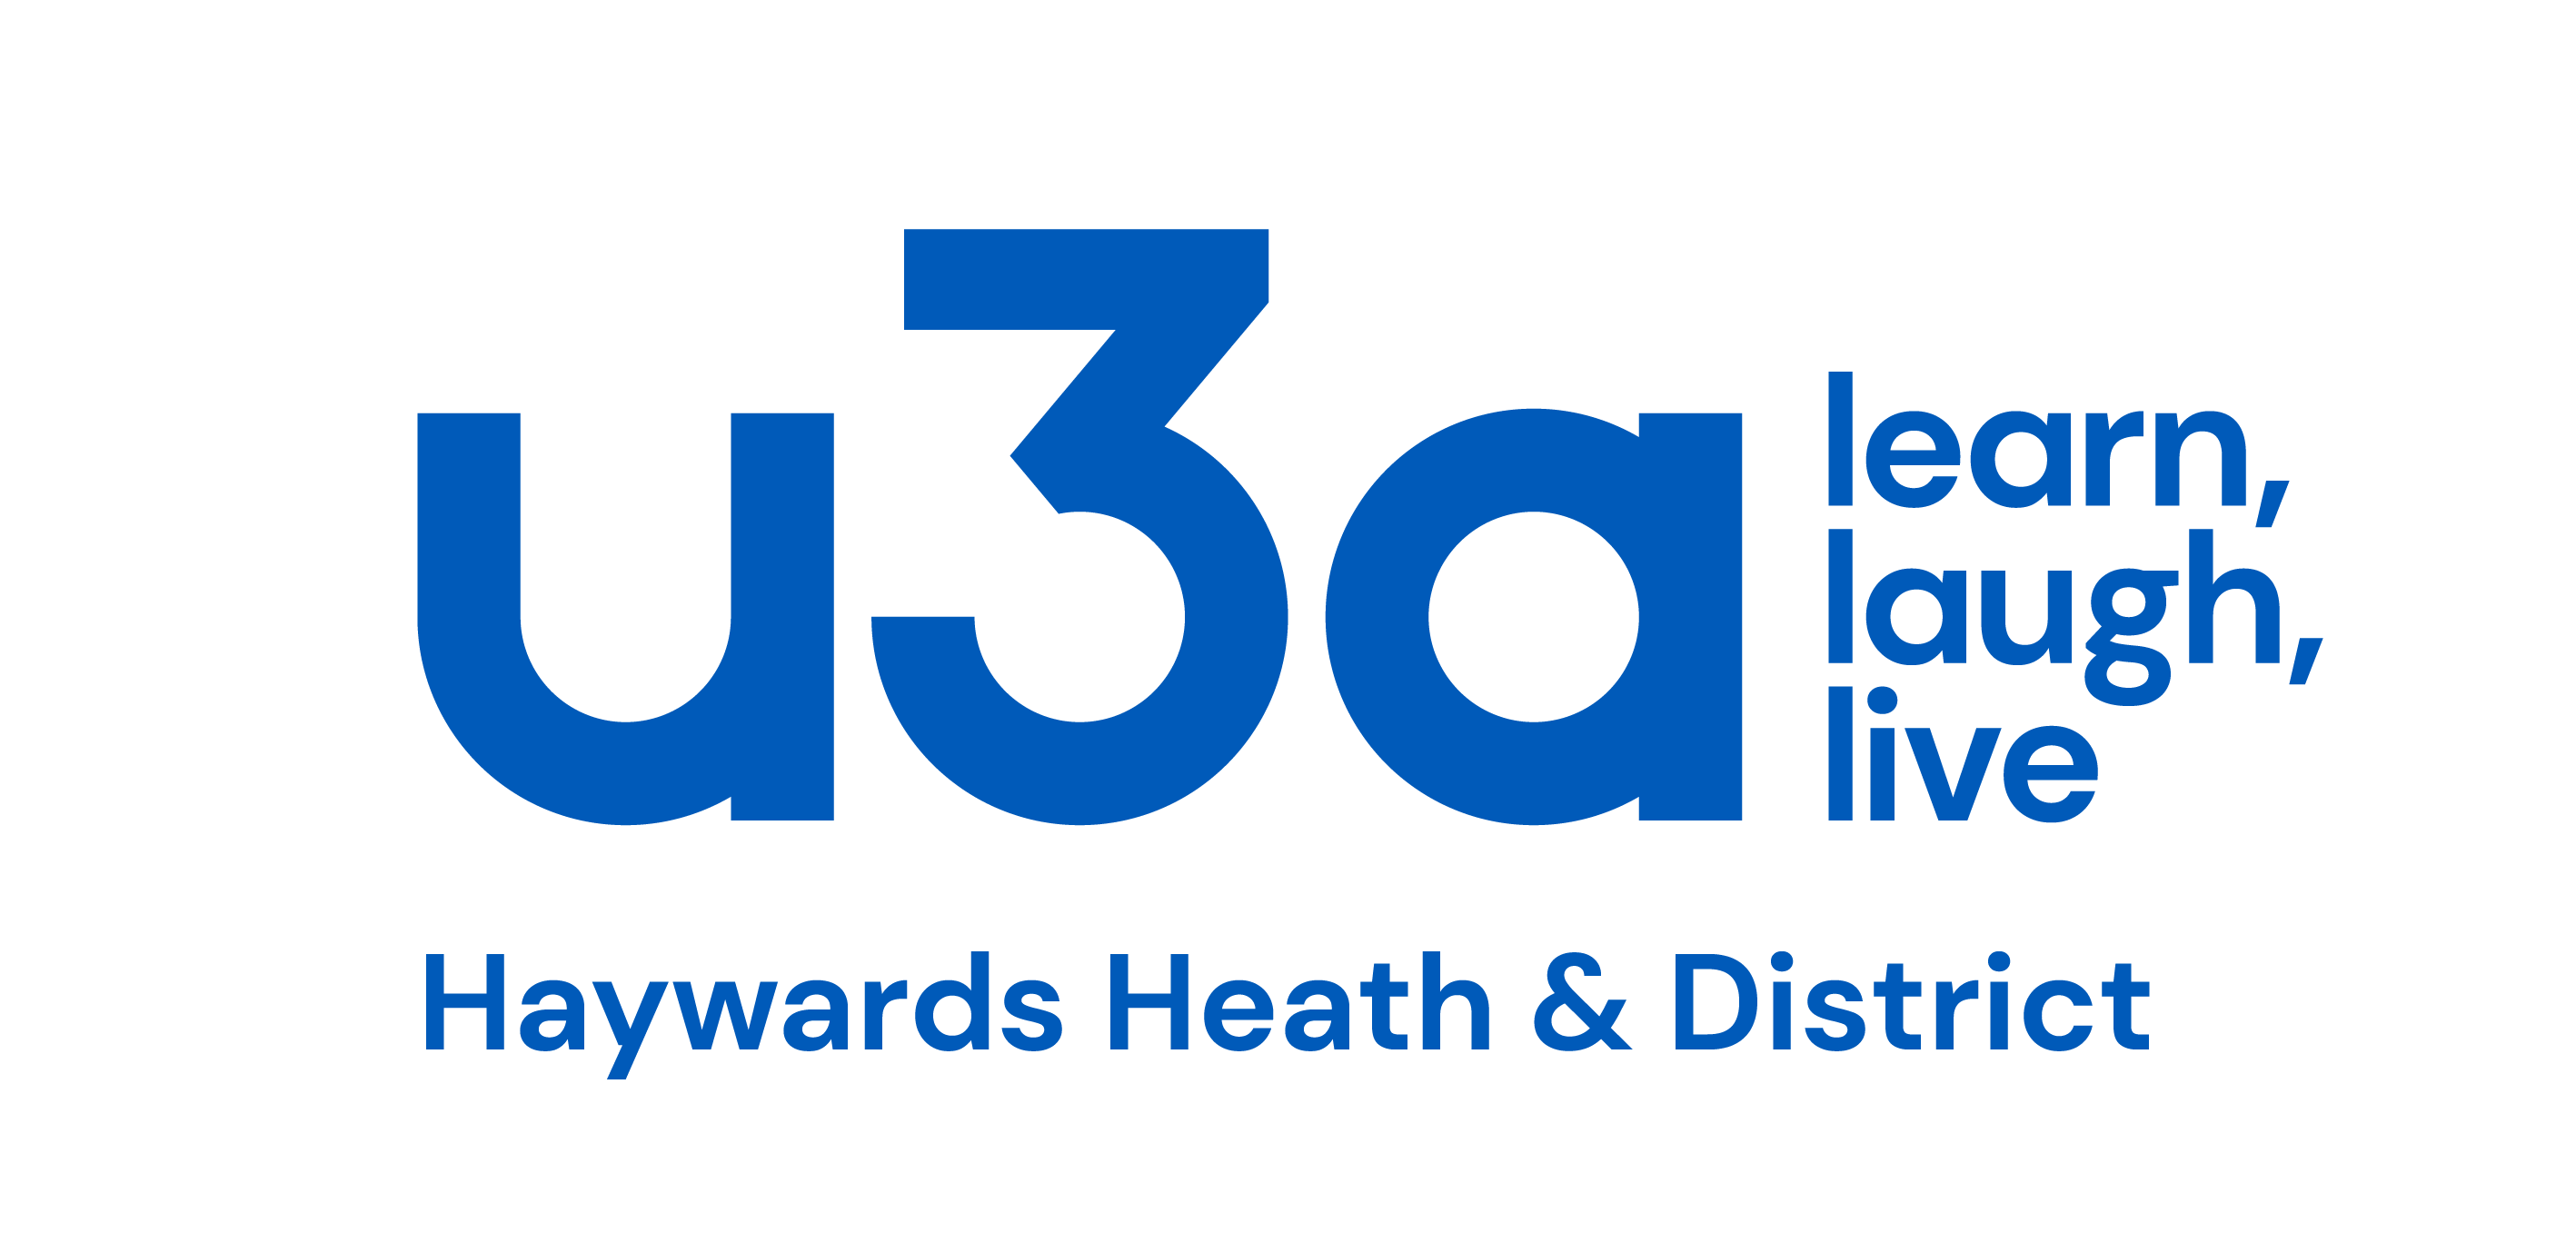 u3a
learn,
laugh,
live
Haywards Heath & District